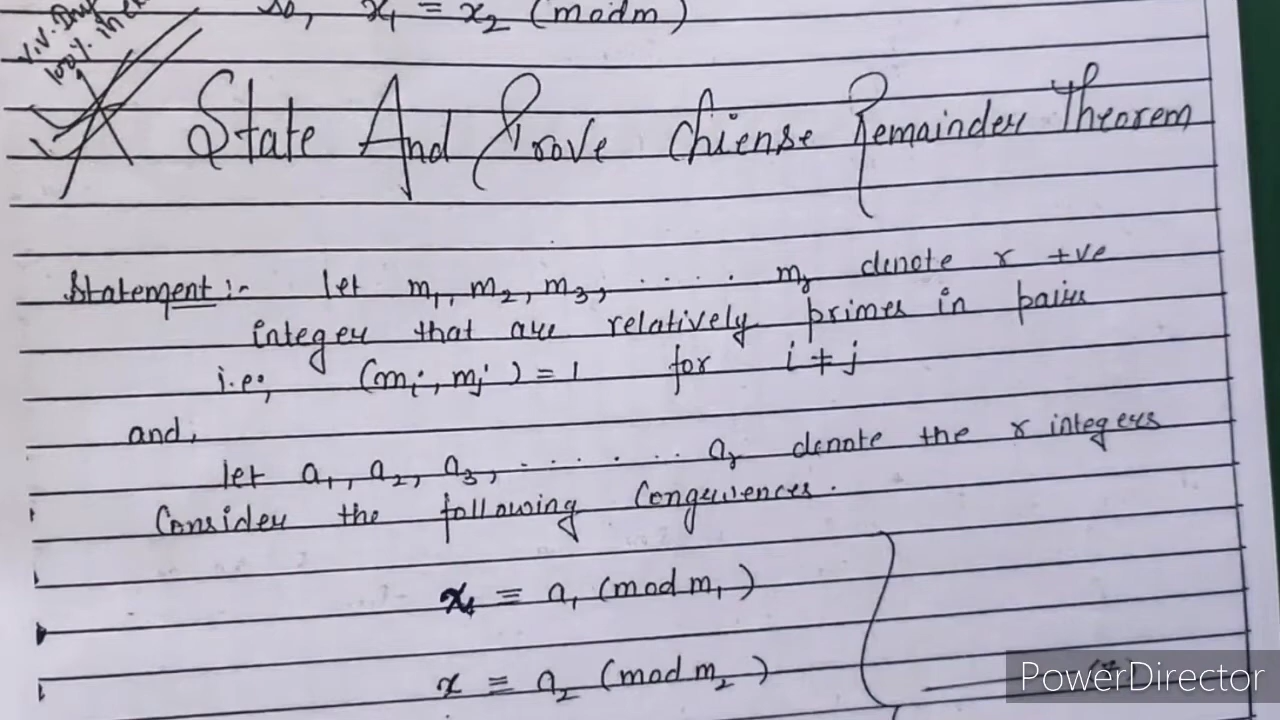 so, x₁ = x₂ (mod m)
V.V. Imp
100%
State And Prove Chiense Remainder Theorem
Statement :- let m₁, m₂, m₃, ..... mᵣ denote r +ve
integer that are relatively primes in pairs
i.e; (mᵢ, mⱼ) = 1 for i ≠ j
and,
let a₁, a₂, a₃, ....... aᵣ denote the r integers
Consider the following Congruences.
x ≡ a₁ (mod m₁)
x ≡ a₂ (mod m₂)
PowerDirector